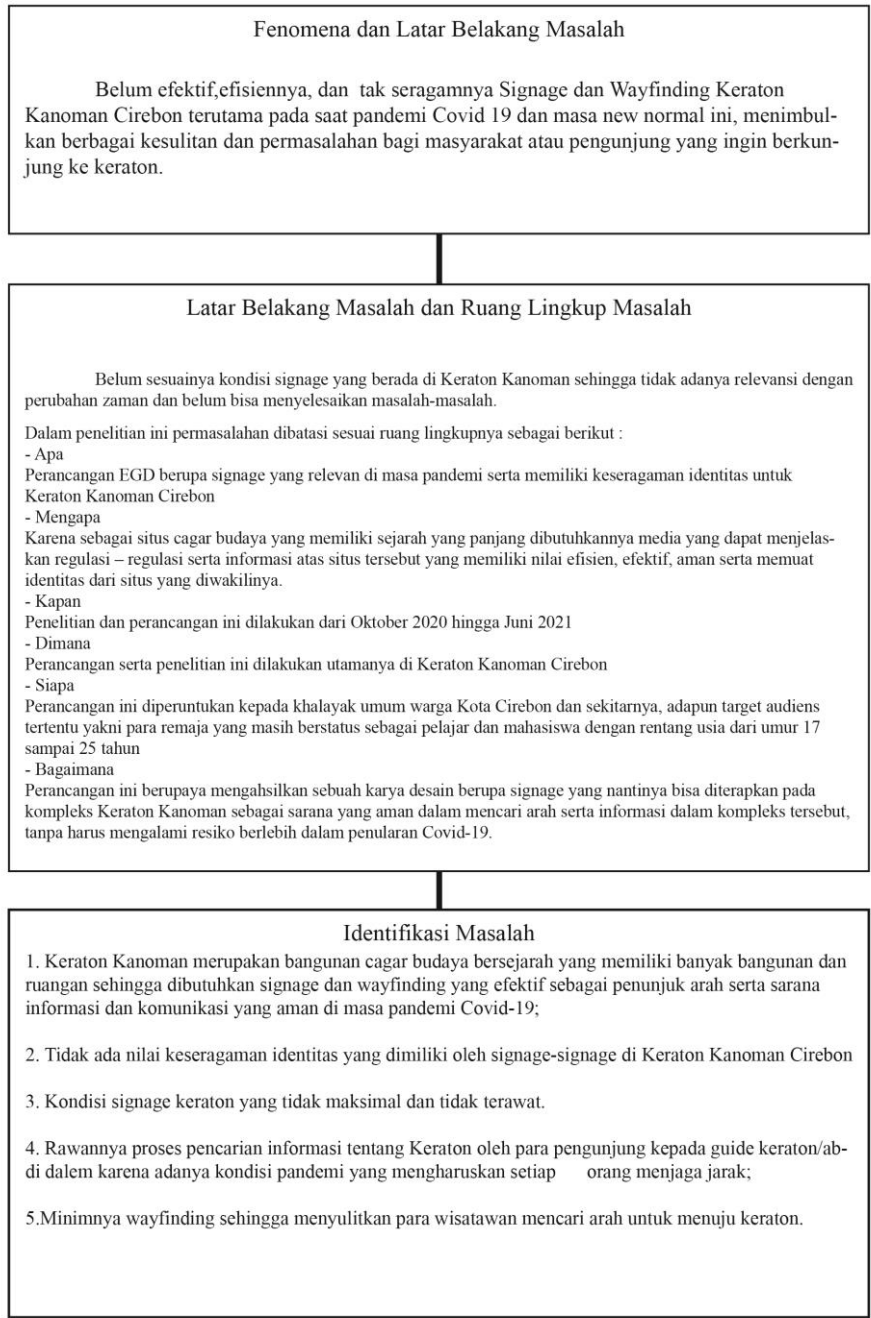 Fenomena dan Latar Belakang Masalah
Belum efektif,efisiennya, dan tak seragamnya Signage dan Wayfinding Keraton
Kanoman Cirebon terutama pada saat pandemi Covid 19 dan masa new normal ini, menimbul-
kan berbagai kesulitan dan permasalahan bagi masyarakat atau pengunjung yang ingin berkun-
jung ke keraton.
Latar Belakang Masalah dan Ruang Lingkup Masalah
Belum sesuainya kondisi signage yang berada di Keraton Kanoman sehingga tidak adanya relevansi dengan
perubahan zaman dan belum bisa menyelesaikan masalah-masalah.
Dalam penelitian ini permasalahan dibatasi sesuai ruang lingkupnya sebagai berikut :
- Apa
Perancangan EGD berupa signage yang relevan di masa pandemi serta memiliki keseragaman identitas untuk
Keraton Kanoman Cirebon
- Mengapa
Karena sebagai situs cagar budaya yang memiliki sejarah yang panjang dibutuhkannya media yang dapat menjelas-
kan regulasi – regulasi serta informasi atas situs tersebut yang memiliki nilai efisien, efektif, aman serta memuat
identitas dari situs yang diwakilinya.
- Kapan
Penelitian dan perancangan ini dilakukan dari Oktober 2020 hingga Juni 2021
- Dimana
Perancangan serta penelitian ini dilakukan utamanya di Keraton Kanoman Cirebon
- Siapa
Perancangan ini diperuntukan kepada khalayak umum warga Kota Cirebon dan sekitarnya, adapun target audiens
tertentu yakni para remaja yang masih berstatus sebagai pelajar dan mahasiswa dengan rentang usia dari umur 17
sampai 25 tahun
- Bagaimana
Perancangan ini berupaya mengahsilkan sebuah karya desain berupa signage yang nantinya bisa diterapkan pada
kompleks Keraton Kanoman sebagai sarana yang aman dalam mencari arah serta informasi dalam kompleks tersebut,
tanpa harus mengalami resiko berlebih dalam penularan Covid-19.
Identifikasi Masalah
1. Keraton Kanoman merupakan bangunan cagar budaya bersejarah yang memiliki banyak bangunan dan
ruangan sehingga dibutuhkan signage dan wayfinding yang efektif sebagai penunjuk arah serta sarana
informasi dan komunikasi yang aman di masa pandemi Covid-19;
2. Tidak ada nilai keseragaman identitas yang dimiliki oleh signage-signage di Keraton Kanoman Cirebon
3. Kondisi signage keraton yang tidak maksimal dan tidak terawat.
4. Rawannya proses pencarian informasi tentang Keraton oleh para pengunjung kepada guide keraton/ab-
di dalem karena adanya kondisi pandemi yang mengharuskan setiap orang menjaga jarak;
5.Minimnya wayfinding sehingga menyulitkan para wisatawan mencari arah untuk menuju keraton.